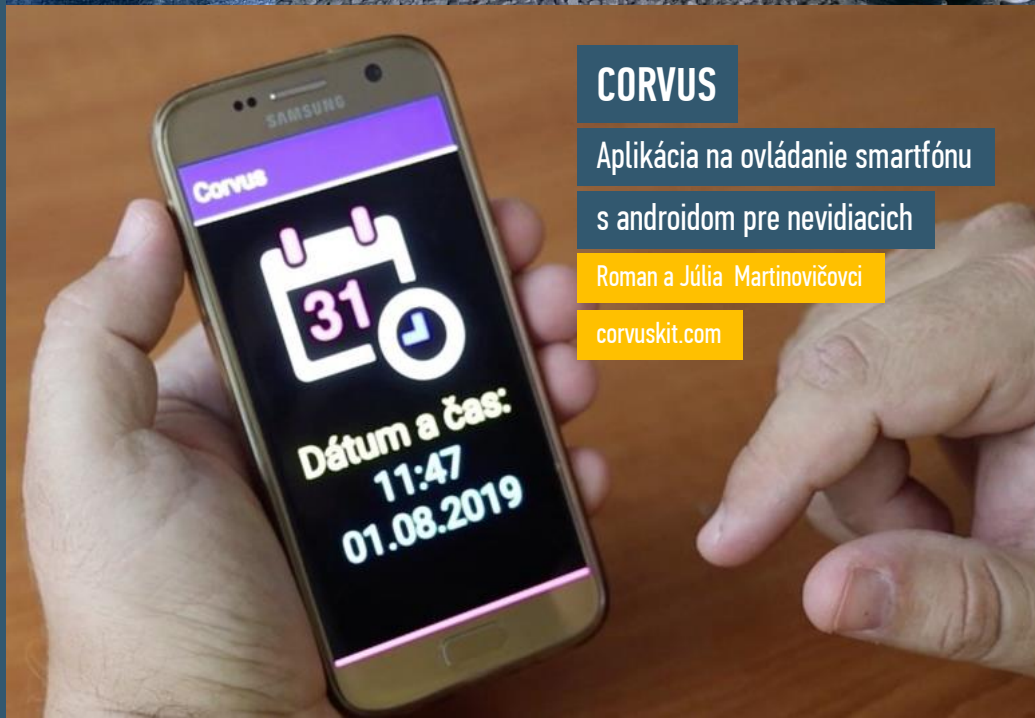 SAMSUNG
Corvus
31
Dátum a čas:
11:47
01.08.2019
CORVUS
Aplikácia na ovládanie smartfónu
s androidom pre nevidiacich
Roman a Júlia Martinovičovci
corvuskit.com